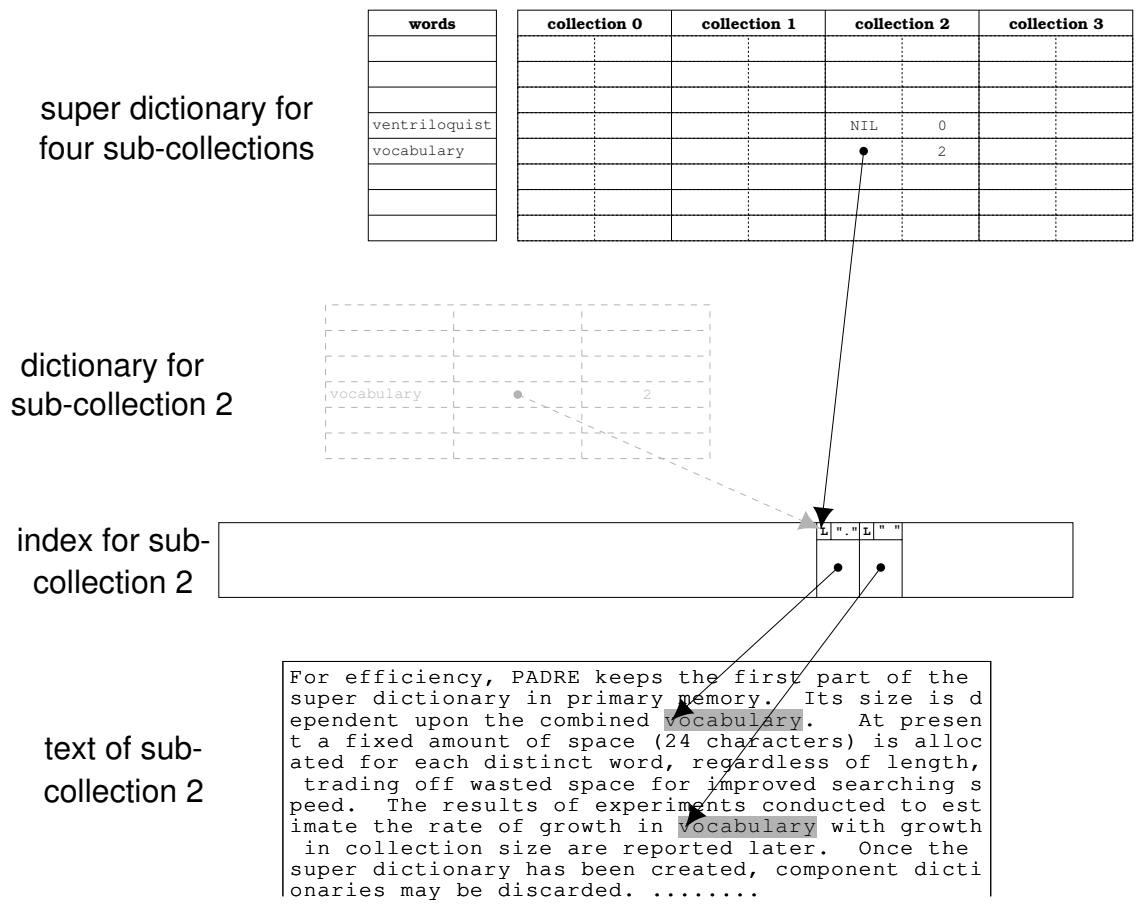 words collection 0 collection 1 collection 2 collection 3
super dictionary for
four sub-collections
ventriloquist NIL 0
vocabulary 2
dictionary for
sub-collection 2
vocabulary 2
index for sub-
collection 2
L "." L " "
text of sub-
collection 2
For efficiency, PADRE keeps the first part of the
super dictionary in primary memory.  Its size is d
ependent upon the combined vocabulary.  At presen
t a fixed amount of space (24 characters) is alloc
ated for each distinct word, regardless of length,
 trading off wasted space for improved searching s
peed.  The results of experiments conducted to est
imate the rate of growth in vocabulary with growth
 in collection size are reported later.  Once the
super dictionary has been created, component dicti
onaries may be discarded. ........